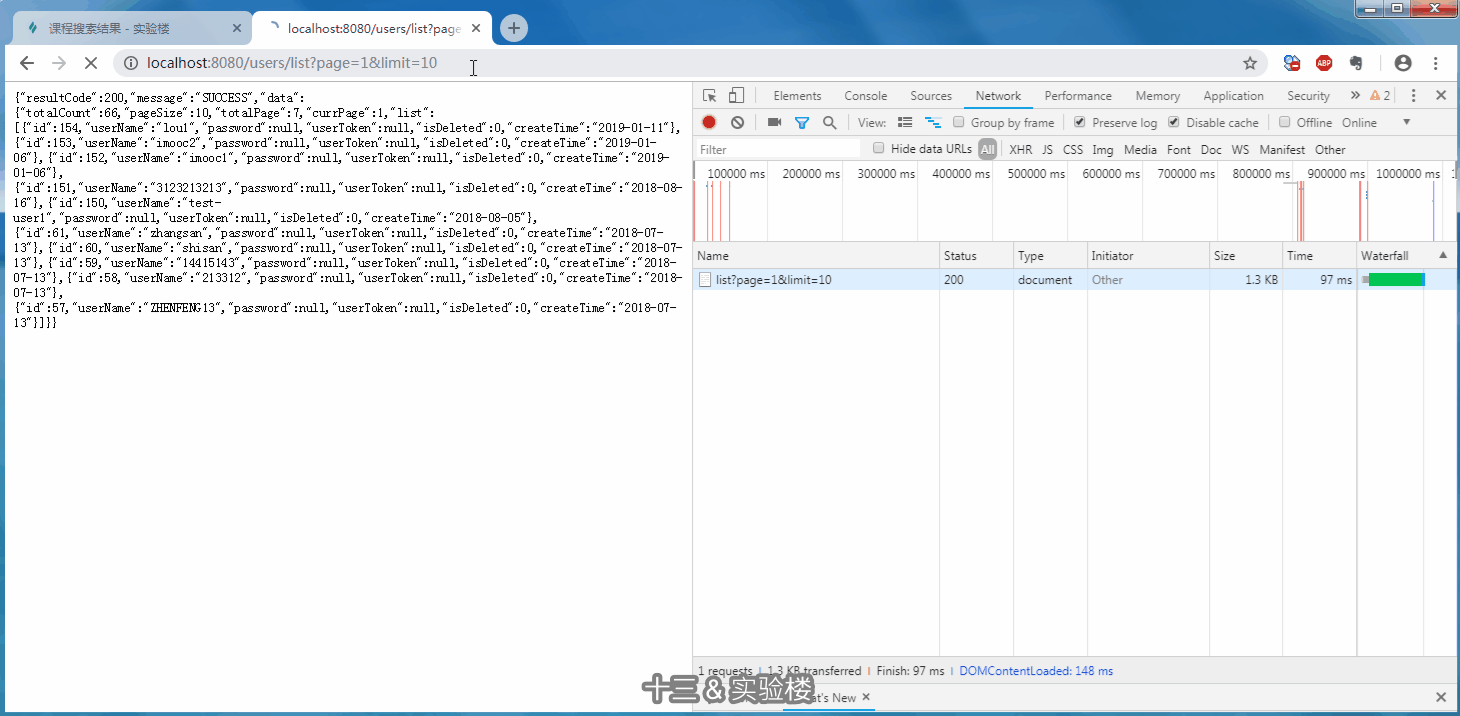 课程搜索结果 - 实验楼
localhost:8080/users/list?page
localhost:8080/users/list?page=1&limit=10
ABP
{"resultCode":200,"message":"SUCCESS","data":
{"totalCount":66,"pageSize":10,"totalPage":7,"currPage":1,"list":
[{"id":154,"userName":"lou1","password":null,"userToken":null,"isDeleted":0,"createTime":"2019-01-11"},
{"id":153,"userName":"imooc2","password":null,"userToken":null,"isDeleted":0,"createTime":"2019-01-
06"},{"id":152,"userName":"imooc1","password":null,"userToken":null,"isDeleted":0,"createTime":"2019-
01-06"},
{"id":151,"userName":"3123213213","password":null,"userToken":null,"isDeleted":0,"createTime":"2018-08-
16"},{"id":150,"userName":"test-
user1","password":null,"userToken":null,"isDeleted":0,"createTime":"2018-08-05"},
{"id":61,"userName":"zhangsan","password":null,"userToken":null,"isDeleted":0,"createTime":"2018-07-
13"},{"id":60,"userName":"shisan","password":null,"userToken":null,"isDeleted":0,"createTime":"2018-07-
13"},{"id":59,"userName":"14415143","password":null,"userToken":null,"isDeleted":0,"createTime":"2018-
07-13"},{"id":58,"userName":"213312","password":null,"userToken":null,"isDeleted":0,"createTime":"2018-
07-13"},
{"id":57,"userName":"ZHENFENG13","password":null,"userToken":null,"isDeleted":0,"createTime":"2018-07-
13"}]}}
Elements Console Sources Network Performance Memory Application Security » 2
View: Group by frame Preserve log Disable cache Offline Online
Filter Hide data URLs All XHR JS CSS Img Media Font Doc WS Manifest Other
100000 ms 200000 ms 300000 ms 400000 ms 500000 ms 600000 ms 700000 ms 800000 ms 900000 ms 1000000 ms 1
Name Status Type Initiator Size Time Waterfall
list?page=1&limit=10 200 document Other 1.3 KB 97 ms
1 requests 1.3 KB transferred Finish: 97 ms DOMContentLoaded: 148 ms
十三 & 实验楼
at's New